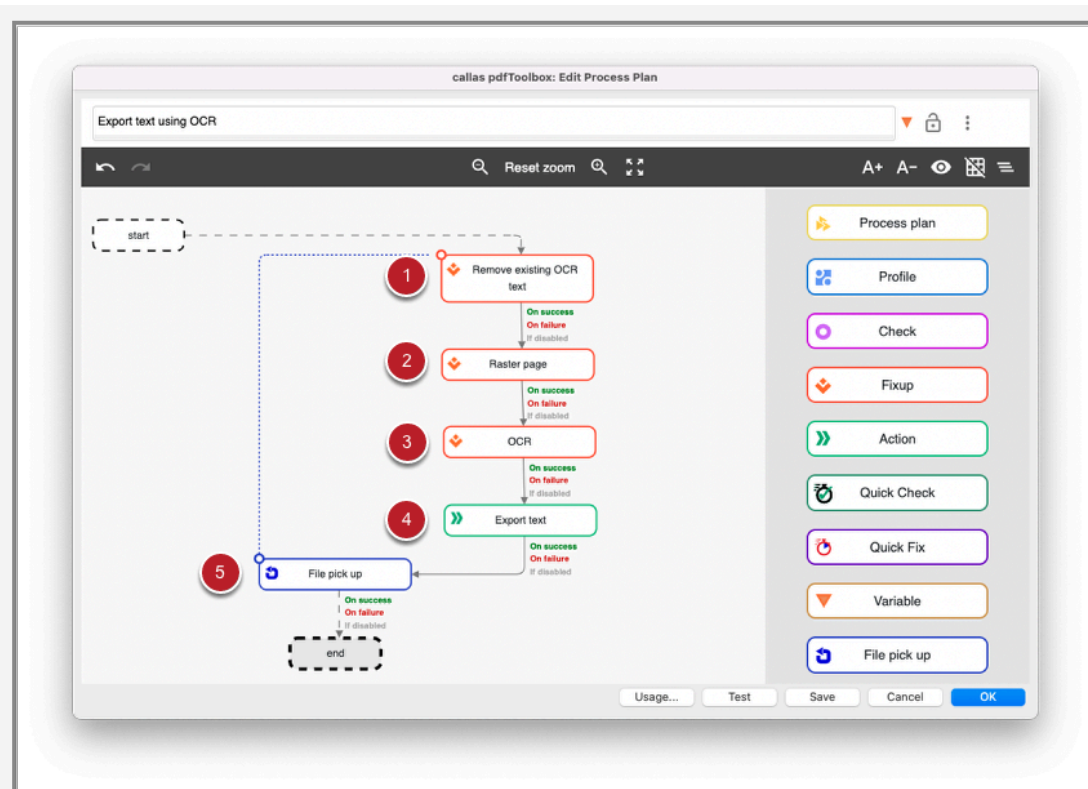 callas pdfToolbox: Edit Process Plan
Export text using OCR
Reset zoom
A+ A-
start
1
Remove existing OCR
text
On success
On failure
If disabled
2
Raster page
On success
On failure
If disabled
3
OCR
On success
On failure
If disabled
4
Export text
On success
On failure
If disabled
5
File pick up
On success
On failure
If disabled
end
Process plan
Profile
Check
Fixup
Action
Quick Check
Quick Fix
Variable
File pick up
Usage... Test Save Cancel OK